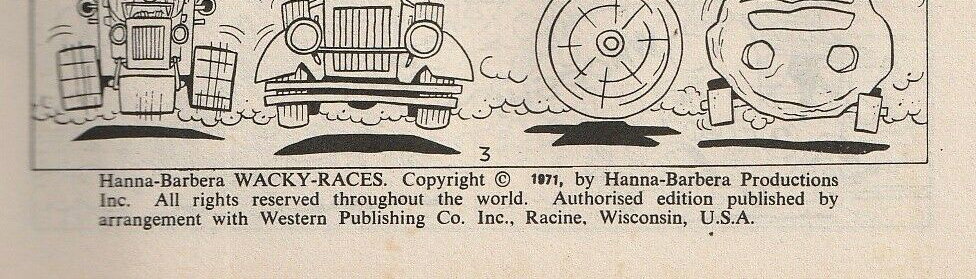 3
Hanna-Barbera WACKY-RACES. Copyright © 1971, by Hanna-Barbera Productions
Inc. All rights reserved throughout the world. Authorised edition published by
arrangement with Western Publishing Co. Inc., Racine, Wisconsin, U.S.A.